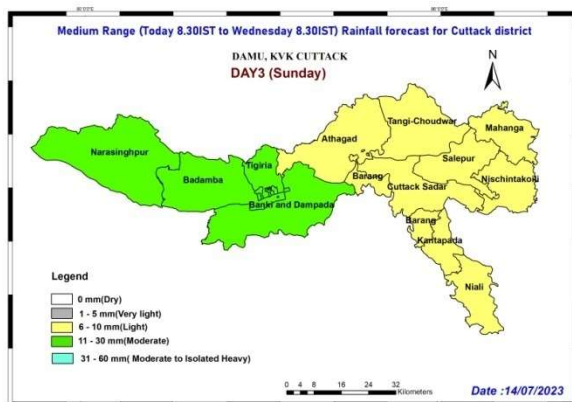 Medium Range (Today 8.30IST to Wednesday 8.30IST) Rainfall forecast for Cuttack district
DAMU, KVK CUTTACK
DAY3 (Sunday)
N
Tangi-Choudwar
Mahanga
Athagad
Narasinghpur
Salepur
Tigiria
Badamba
Barang
Nischintakoili
Cuttack Sadar
Banki and Dampada
Barang
Kantapada
Niali
Legend
0 mm(Dry)
1 - 5 mm(Very light)
6 - 10 mm(Light)
11 - 30 mm(Moderate)
31 - 60 mm( Moderate to Isolated Heavy)
0 4 8 16 24 32
Kilometers
Date :14/07/2023